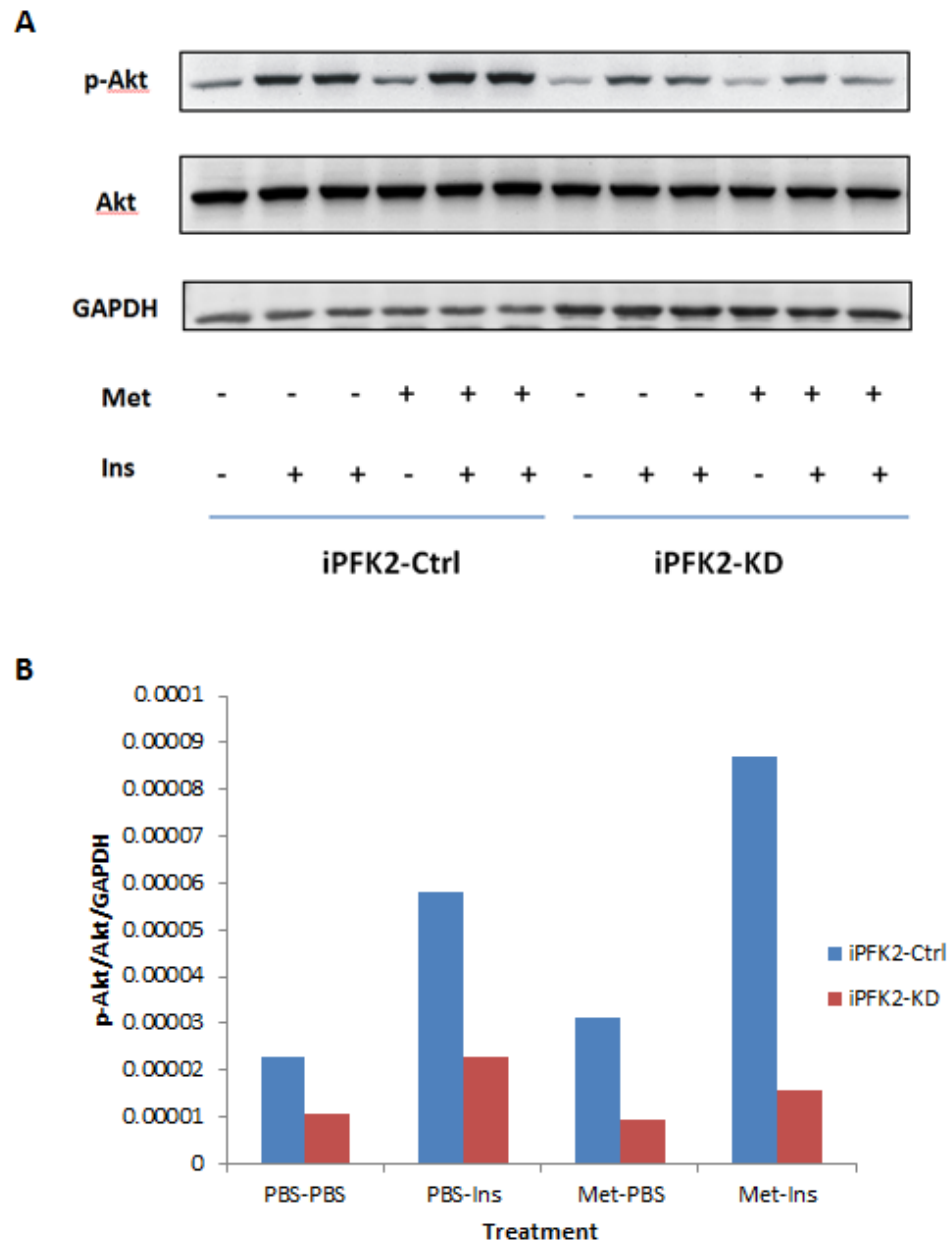 A
p-Akt
Akt
GAPDH
Met - - - + + + - - - + + +
Ins - + + - + + - + + - + +
iPFK2-Ctrl iPFK2-KD
B
0.0001
0.00009
0.00008
0.00007
0.00006
0.00005
0.00004
0.00003
0.00002
0.00001
0
p-Akt/Akt/GAPDH
iPFK2-Ctrl
iPFK2-KD
PBS-PBS PBS-Ins Met-PBS Met-Ins
Treatment